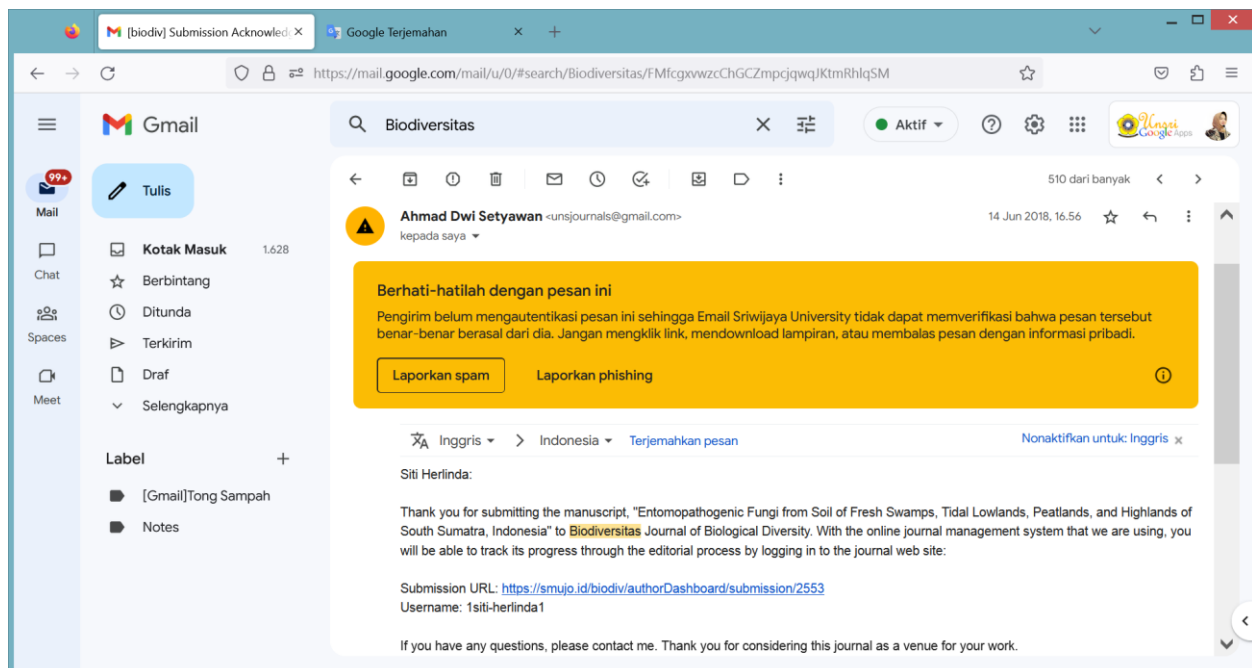 [biodiv] Submission Acknowled
Google Terjemahan
https://mail.google.com/mail/u/0/#search/Biodiversitas/FMfcgxvwzcChGCZmpcjqwqJKtmRhlqSM
Gmail
Biodiversitas
Aktif
Unsri
Google Apps
99+
Mail
Chat
Spaces
Meet
Tulis
Kotak Masuk 1.628
Berbintang
Ditunda
Terkirim
Draf
Selengkapnya
Label
[Gmail]Tong Sampah
Notes
510 dari banyak
Ahmad Dwi Setyawan <unsjournals@gmail.com>
14 Jun 2018, 16.56
kepada saya
Berhati-hatilah dengan pesan ini
Pengirim belum mengautentikasi pesan ini sehingga Email Sriwijaya University tidak dapat memverifikasi bahwa pesan tersebut
benar-benar berasal dari dia. Jangan mengklik link, mendownload lampiran, atau membalas pesan dengan informasi pribadi.
Laporkan spam Laporkan phishing
Inggris Indonesia Terjemahkan pesan
Nonaktifkan untuk: Inggris
Siti Herlinda:
Thank you for submitting the manuscript, "Entomopathogenic Fungi from Soil of Fresh Swamps, Tidal Lowlands, Peatlands, and Highlands of
South Sumatra, Indonesia" to Biodiversitas Journal of Biological Diversity. With the online journal management system that we are using, you
will be able to track its progress through the editorial process by logging in to the journal web site:
Submission URL: https://smujo.id/biodiv/authorDashboard/submission/2553
Username: 1siti-herlinda1
If you have any questions, please contact me. Thank you for considering this journal as a venue for your work.